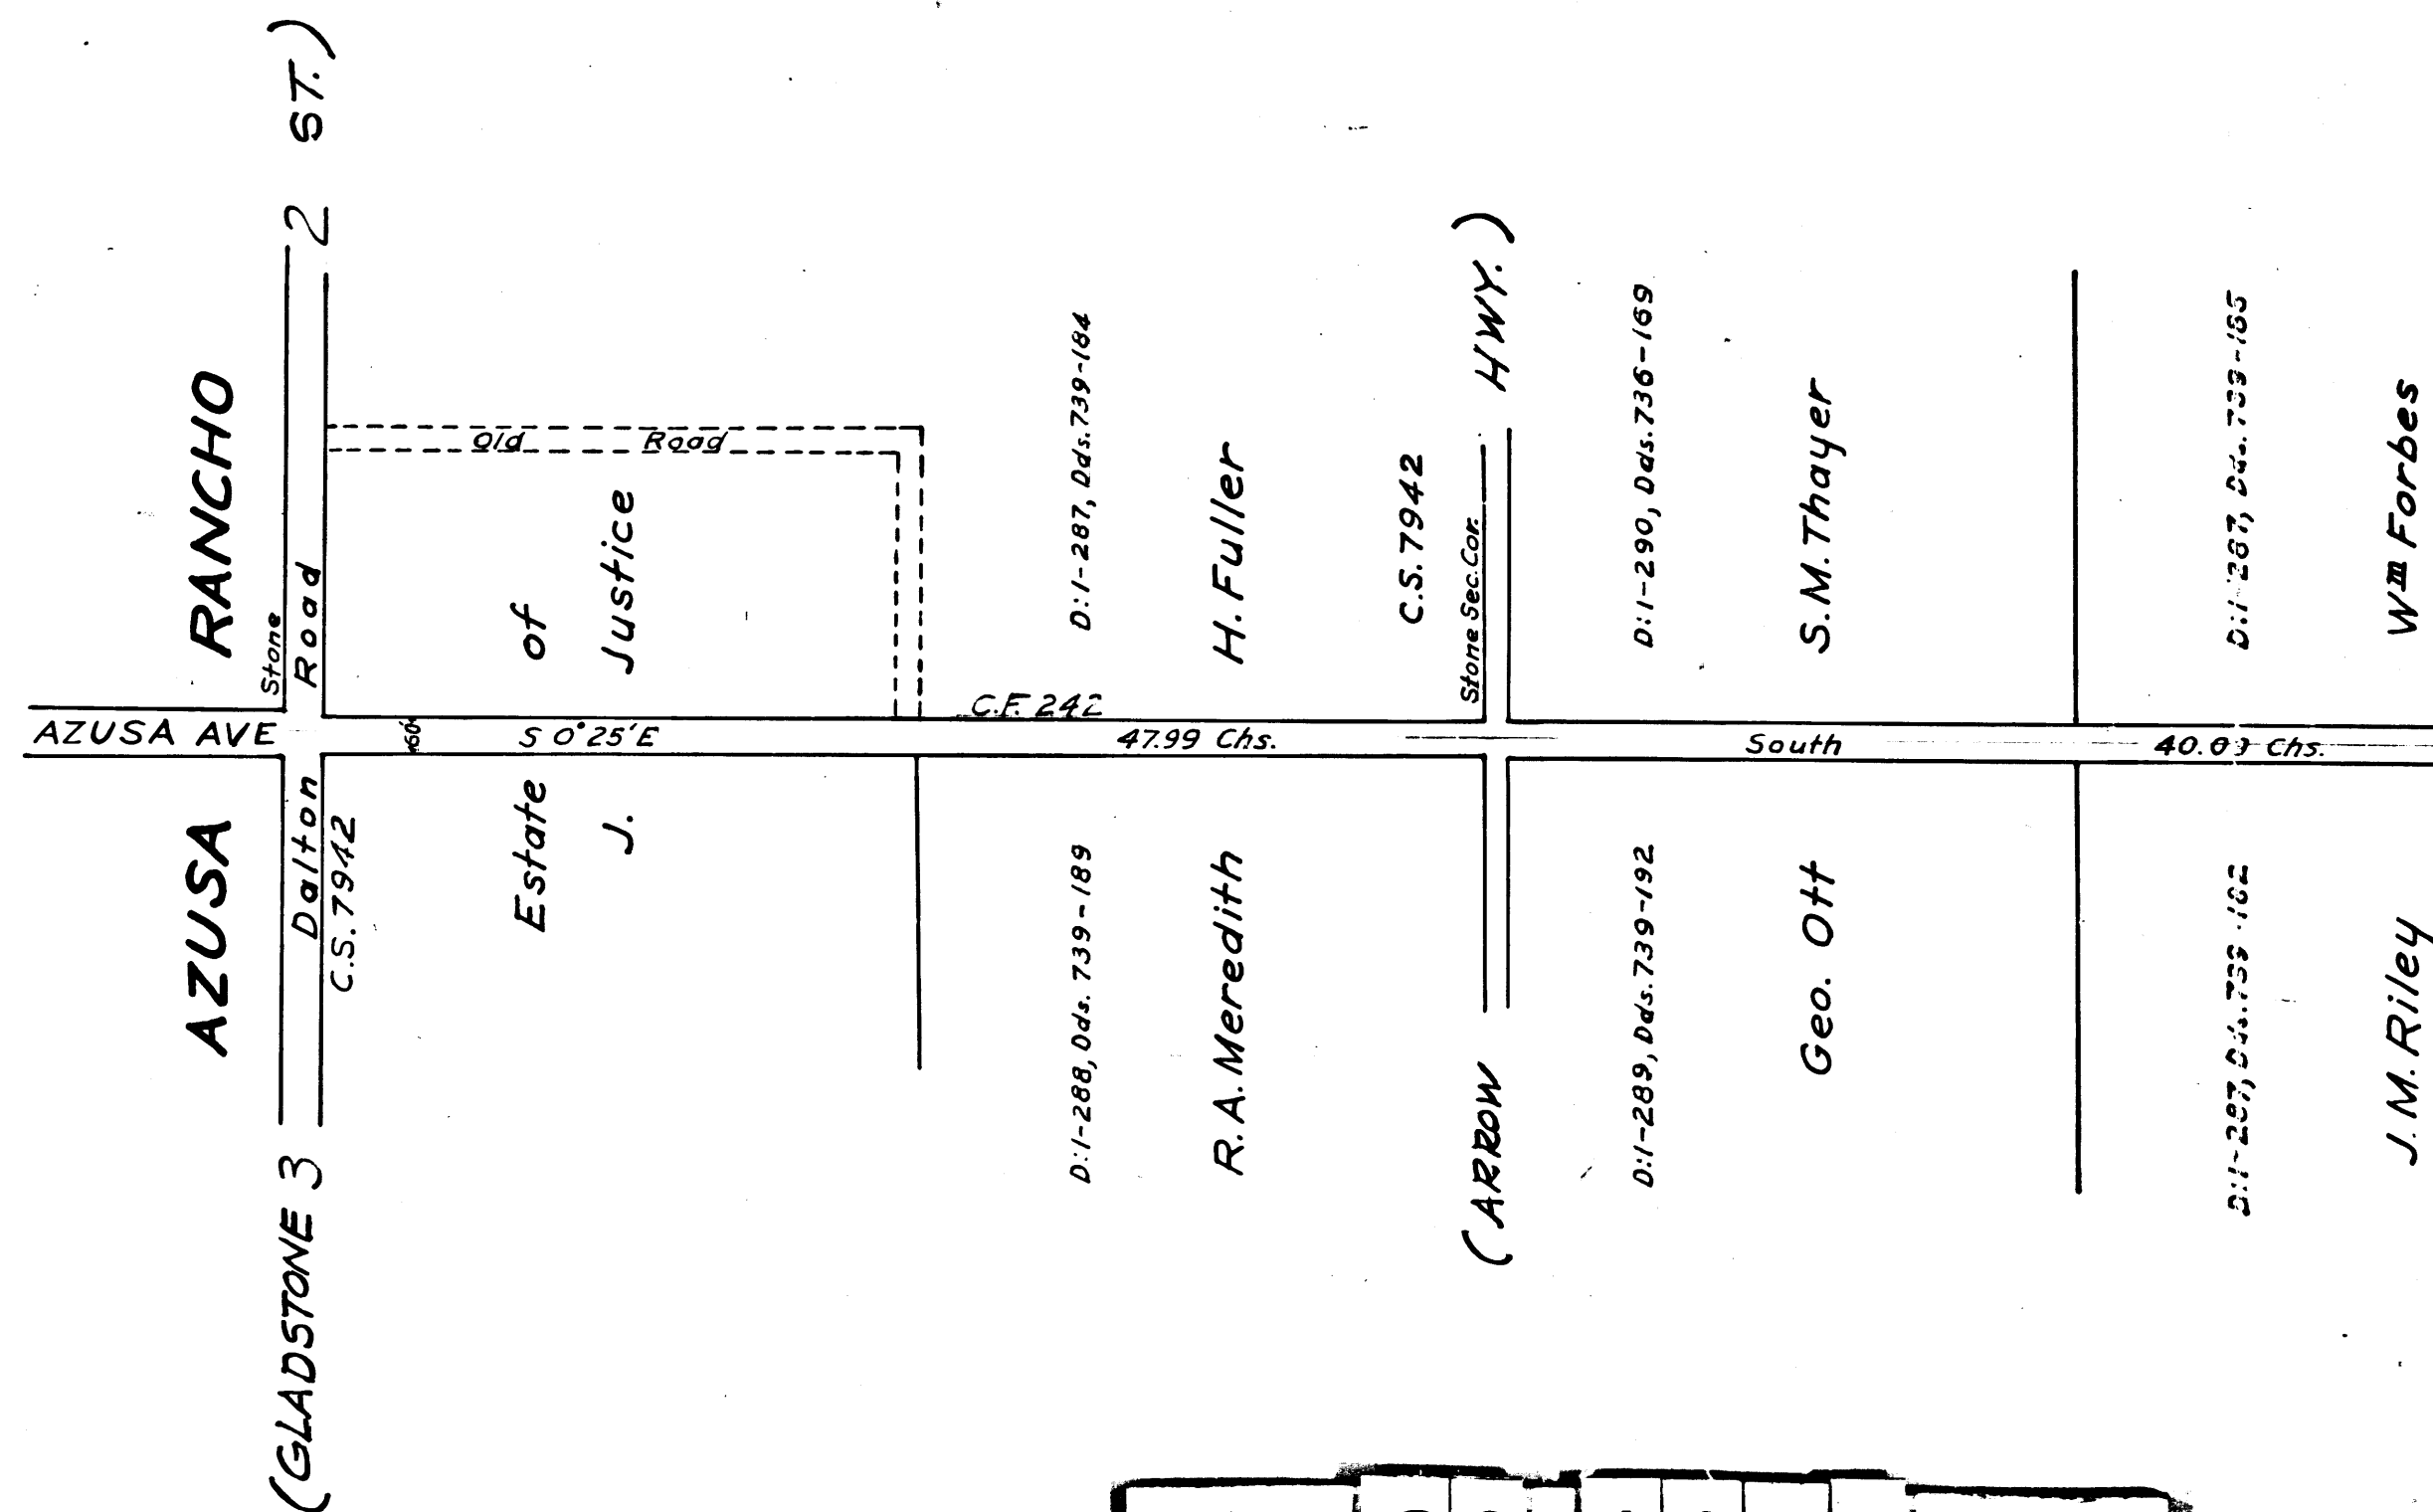 AZUSA RANCHO
Stone
(GLADSTONE 3 2 ST.)
Dalton Road
C.S.7942
AZUSA AVE
60'
S 0°25'E
47.99 Chs.
South
Chs.
C.F. 242
Old Road
Estate of
J. Justice
D:1-287, Dds.739-184
H. Fuller
D:1-288, Dds. 739-189
R.A. Meredith
C.S.7942
Stone Sec. Cor.
(ARROW HWY.)
D:1-290, Dds.736-169
S.M. Thayer
D:1-289, Dds.739-192
Geo. Ott
Wm Forbes
J.M. Riley